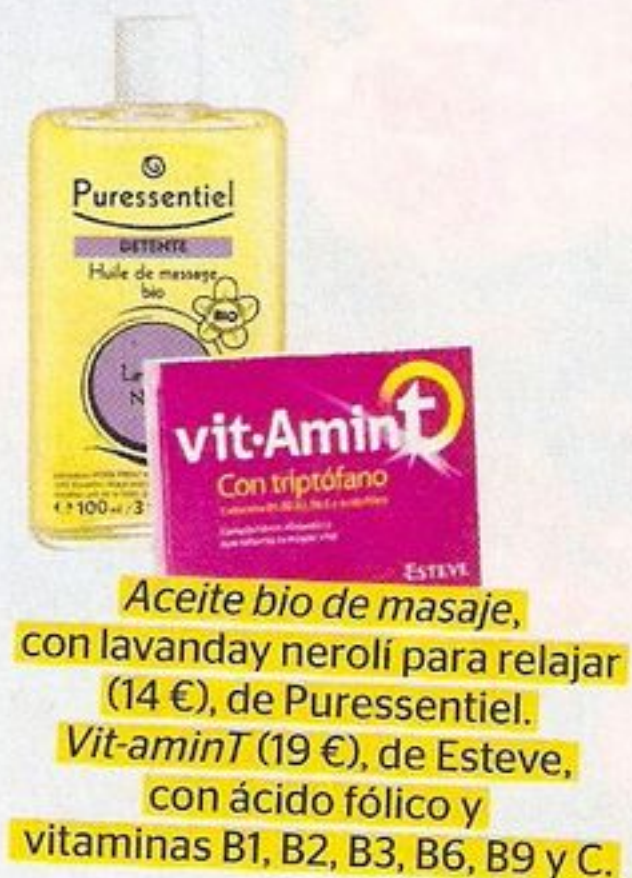 Puressentiel
DETENTE
Huile de massage
bio
BIO
100 ml
vit·AminT
Con triptófano
ESTEVE
Aceite bio de masaje,
con lavanday nerolí para relajar
(14 €), de Puressentiel.
Vit-aminT (19 €), de Esteve,
con ácido fólico y
vitaminas B1, B2, B3, B6, B9 y C.